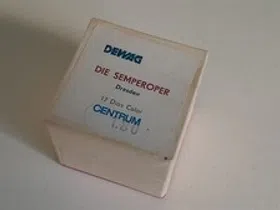 DEWAG
DIE SEMPEROPER
Dresden
12 Dias Color
CENTRUM